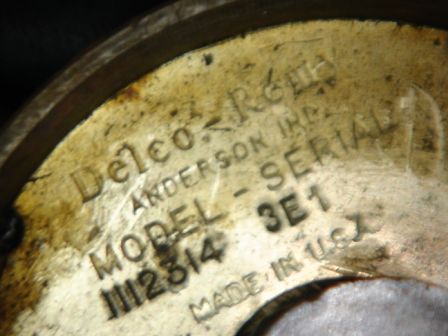 Delco-Remy
ANDERSON IND.
MODEL-SERIAL
1112314 3E1
MADE IN U.S.A.